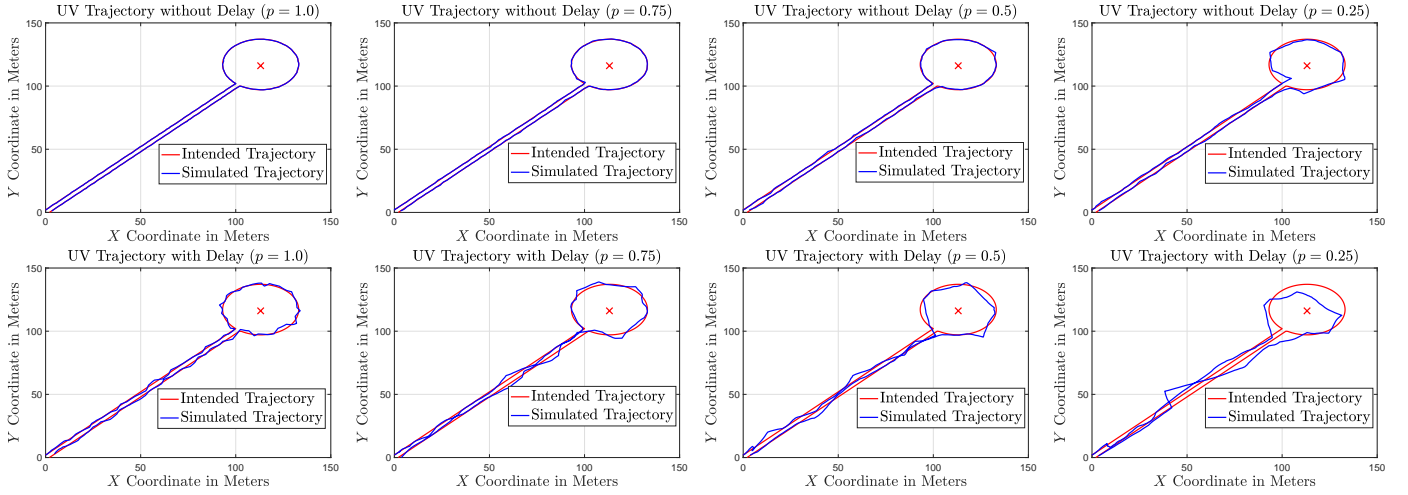 UV Trajectory without Delay (p = 1.0)
150
100
50
0
Y Coordinate in Meters
Intended Trajectory
Simulated Trajectory
0 50 100 150
X Coordinate in Meters
UV Trajectory without Delay (p = 0.75)
150
100
50
0
Y Coordinate in Meters
Intended Trajectory
Simulated Trajectory
0 50 100 150
X Coordinate in Meters
UV Trajectory without Delay (p = 0.5)
150
100
50
0
Y Coordinate in Meters
Intended Trajectory
Simulated Trajectory
0 50 100 150
X Coordinate in Meters
UV Trajectory without Delay (p = 0.25)
150
100
50
0
Y Coordinate in Meters
Intended Trajectory
Simulated Trajectory
0 50 100 150
X Coordinate in Meters
UV Trajectory with Delay (p = 1.0)
150
100
50
0
Y Coordinate in Meters
Intended Trajectory
Simulated Trajectory
0 50 100 150
X Coordinate in Meters
UV Trajectory with Delay (p = 0.75)
150
100
50
0
Y Coordinate in Meters
Intended Trajectory
Simulated Trajectory
0 50 100 150
X Coordinate in Meters
UV Trajectory with Delay (p = 0.5)
150
100
50
0
Y Coordinate in Meters
Intended Trajectory
Simulated Trajectory
0 50 100 150
X Coordinate in Meters
UV Trajectory with Delay (p = 0.25)
150
100
50
0
Y Coordinate in Meters
Intended Trajectory
Simulated Trajectory
0 50 100 150
X Coordinate in Meters